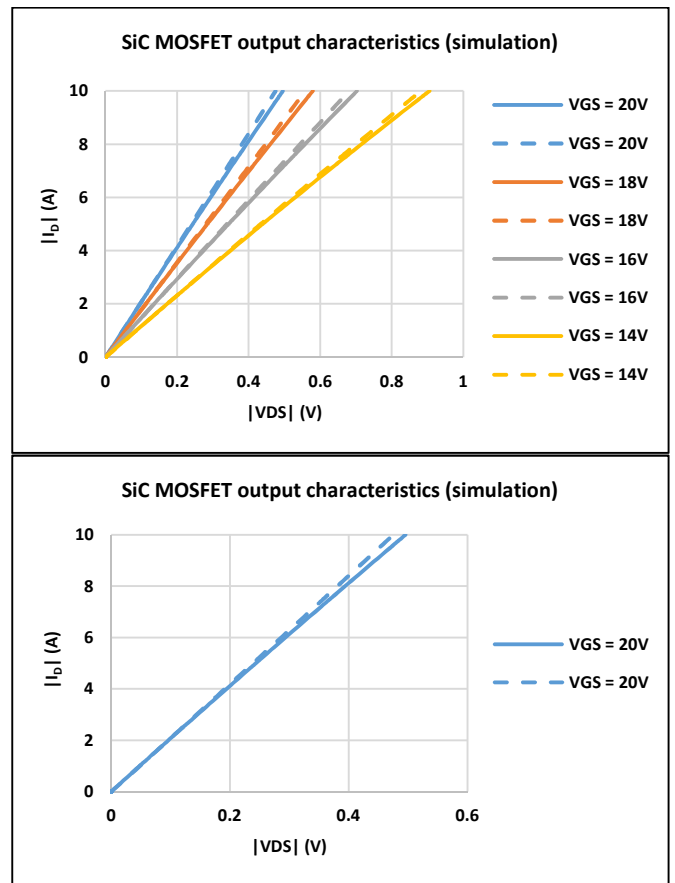 SiC MOSFET output characteristics (simulation)
10
8
6
4
2
0
0
0.2
0.4
0.6
0.8
1
|I_D| (A)
|VDS| (V)
VGS = 20V
VGS = 20V
VGS = 18V
VGS = 18V
VGS = 16V
VGS = 16V
VGS = 14V
VGS = 14V
SiC MOSFET output characteristics (simulation)
10
8
6
4
2
0
0
0.2
0.4
0.6
|I_D| (A)
|VDS| (V)
VGS = 20V
VGS = 20V